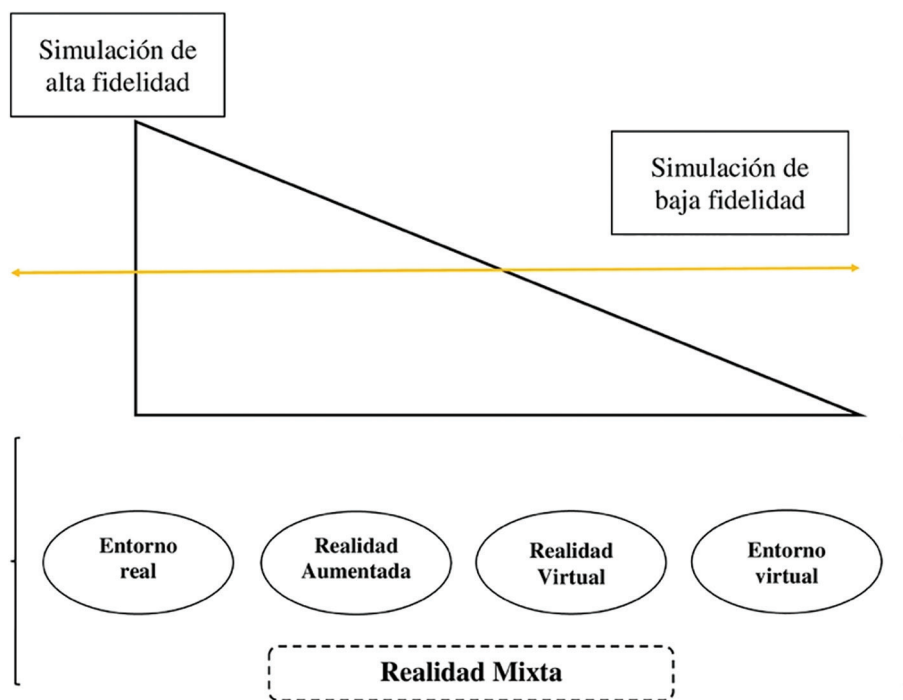 Simulación de
alta fidelidad
Simulación de
baja fidelidad
Entorno
real
Realidad
Aumentada
Realidad
Virtual
Entorno
virtual
Realidad Mixta